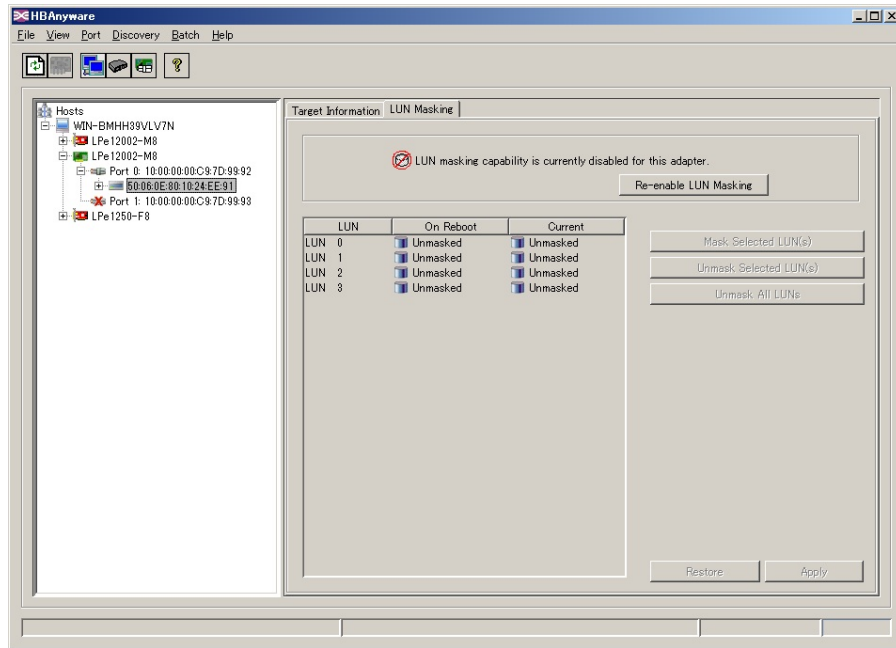 HBAnyware
File View Port Discovery Batch Help
Hosts
WIN-BMHH39VLV7N
LPe12002-M8
LPe12002-M8
Port 0: 10:00:00:00:C9:7D:99:92
50:06:0E:80:10:24:EE:91
Port 1: 10:00:00:00:C9:7D:99:93
LPe1250-F8
Target Information LUN Masking
LUN masking capability is currently disabled for this adapter.
Re-enable LUN Masking
LUN On Reboot Current
LUN 0 Unmasked Unmasked
LUN 1 Unmasked Unmasked
LUN 2 Unmasked Unmasked
LUN 3 Unmasked Unmasked
Mask Selected LUN(s)
Unmask Selected LUN(s)
Unmask All LUNs
Restore Apply